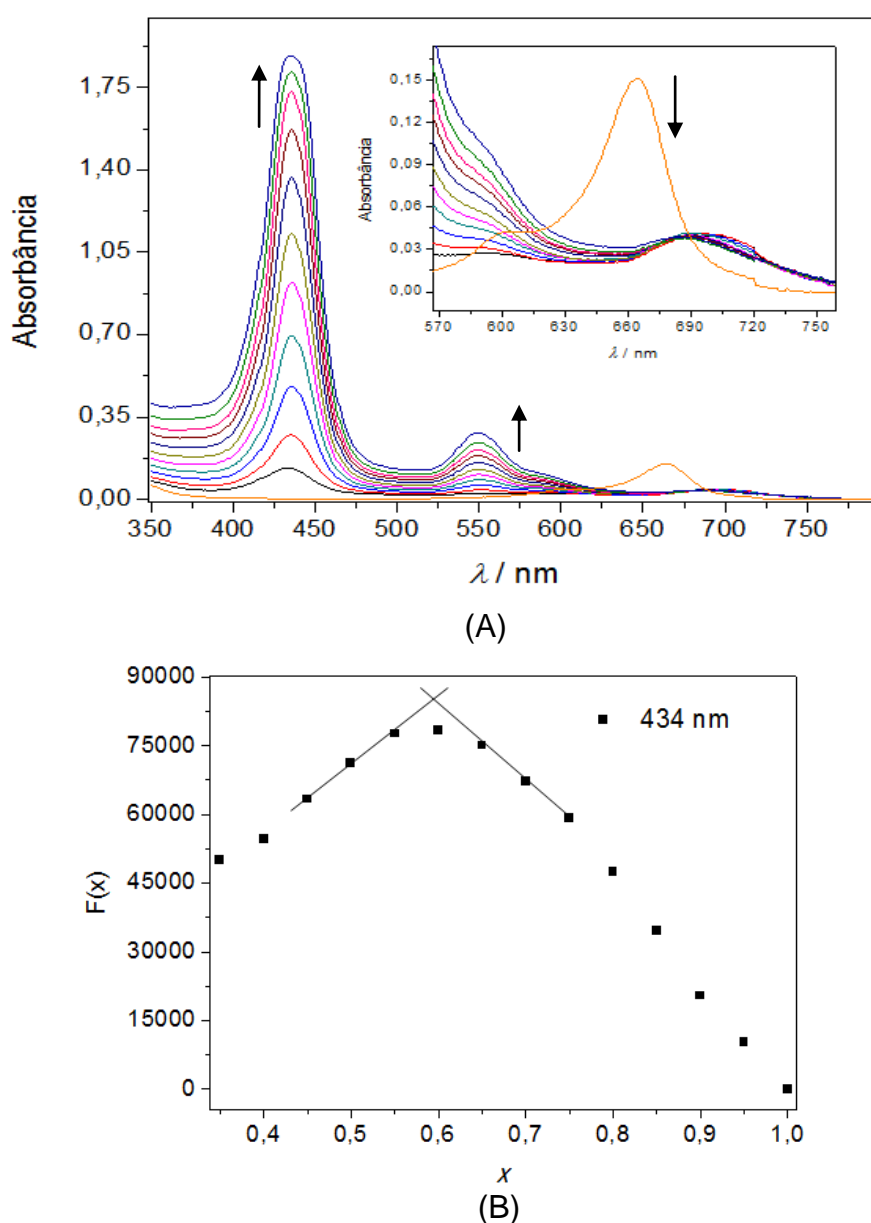 Absorbância
1,75
1,40
1,05
0,70
0,35
0,00
350 400 450 500 550 600 650 700 750
λ / nm
Absorbância
0,15
0,12
0,09
0,06
0,03
0,00
570 600 630 660 690 720 750
λ / nm
(A)
F(x)
90000
75000
60000
45000
30000
15000
0
434 nm
0,4 0,5 0,6 0,7 0,8 0,9 1,0
x
(B)